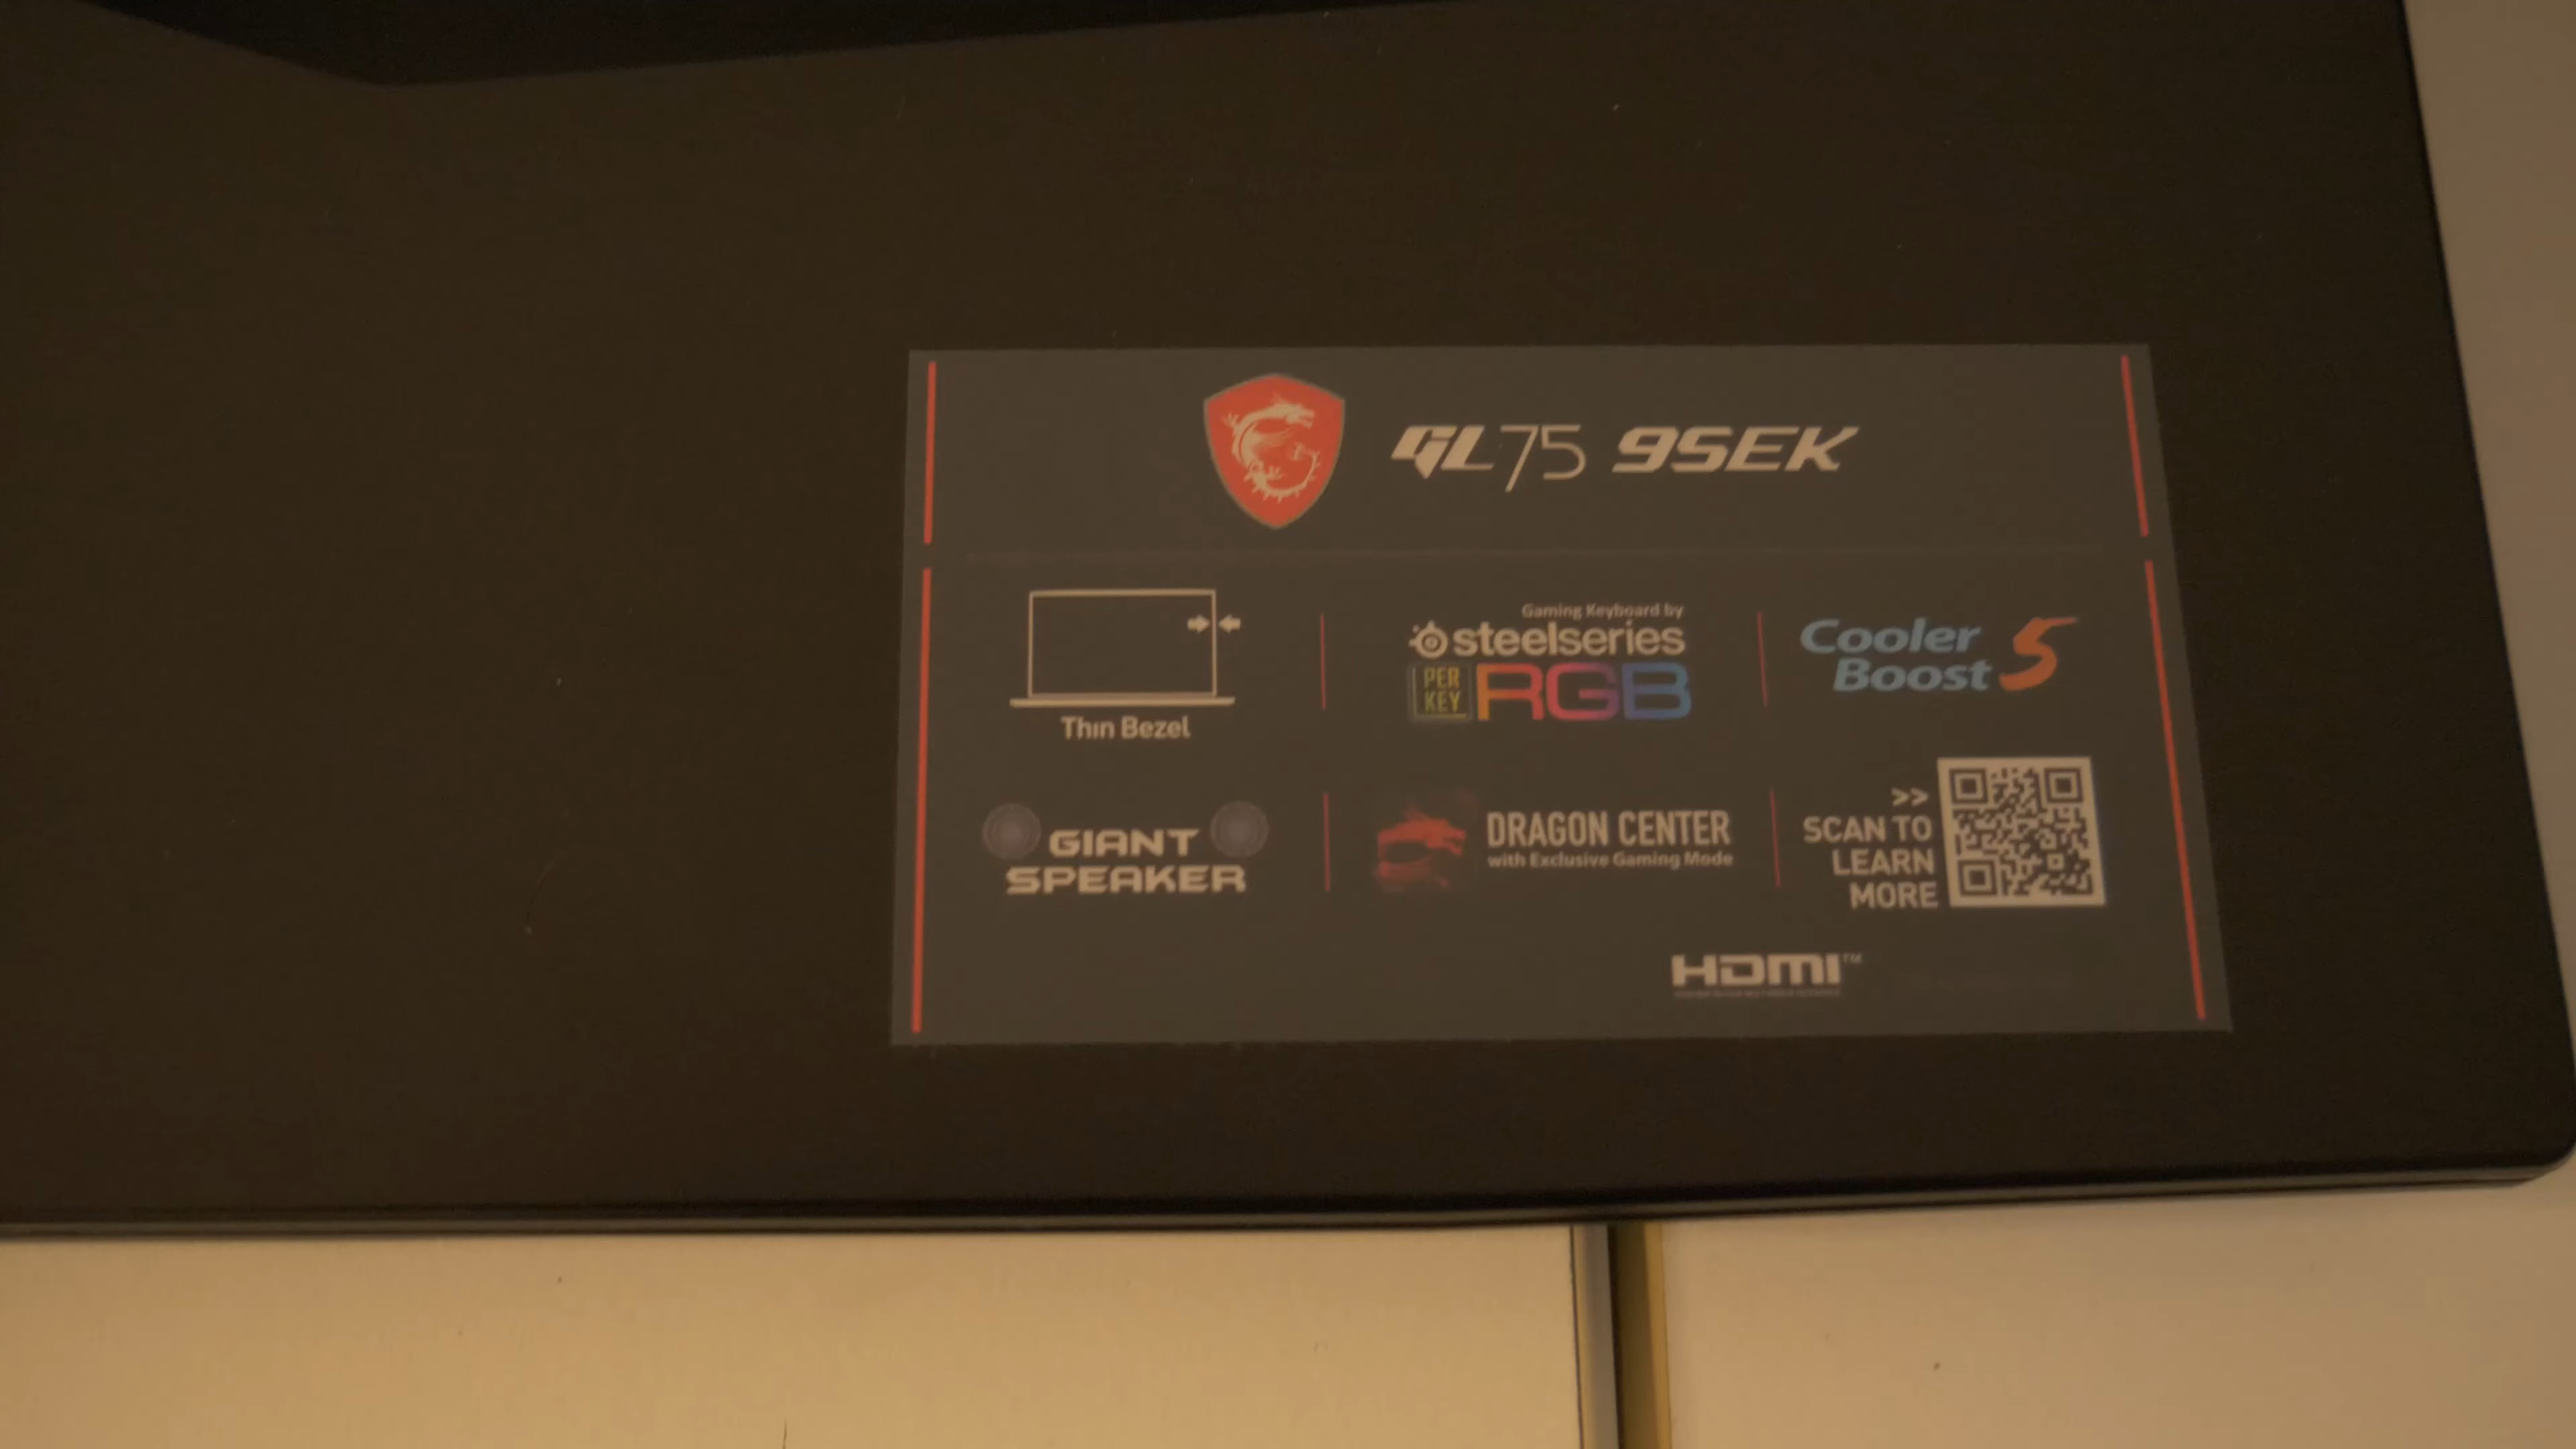 GL75 9SEK
Thin Bezel
Gaming Keyboard by
steelseries
PER KEY RGB
Cooler Boost 5
GIANT
SPEAKER
DRAGON CENTER
with Exclusive Gaming Mode
>>
SCAN TO
LEARN
MORE
HDMI™